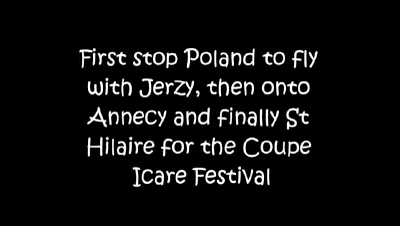 First stop Poland to fly
with Jerzy, then onto
Annecy and finally St
Hilaire for the Coupe
Icare Festival